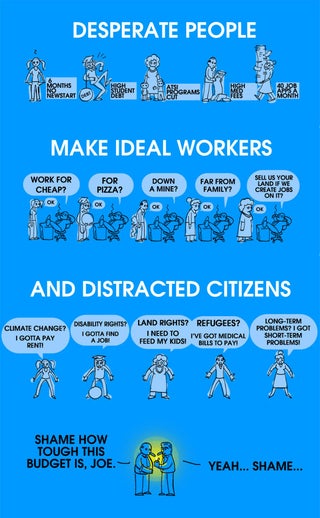 DESPERATE PEOPLE
6
MONTHS
NO
NEWSTART
DEBT
HIGH
STUDENT
DEBT
ATSI
PROGRAMS
CUT
HIGH
MED
FEES
40 JOB
APPS A
MONTH
MAKE IDEAL WORKERS
WORK FOR
CHEAP?
OK
FOR
PIZZA?
OK
DOWN
A MINE?
OK
FAR FROM
FAMILY?
OK
SELL US YOUR
LAND IF WE
CREATE JOBS
ON IT?
OK
AND DISTRACTED CITIZENS
CLIMATE CHANGE?
I GOTTA PAY
RENT!
DISABILITY RIGHTS?
I GOTTA FIND
A JOB!
LAND RIGHTS?
I NEED TO
FEED MY KIDS!
REFUGEES?
I'VE GOT MEDICAL
BILLS TO PAY!
LONG-TERM
PROBLEMS? I GOT
SHORT-TERM
PROBLEMS!
SHAME HOW
TOUGH THIS
BUDGET IS, JOE.
YEAH... SHAME...